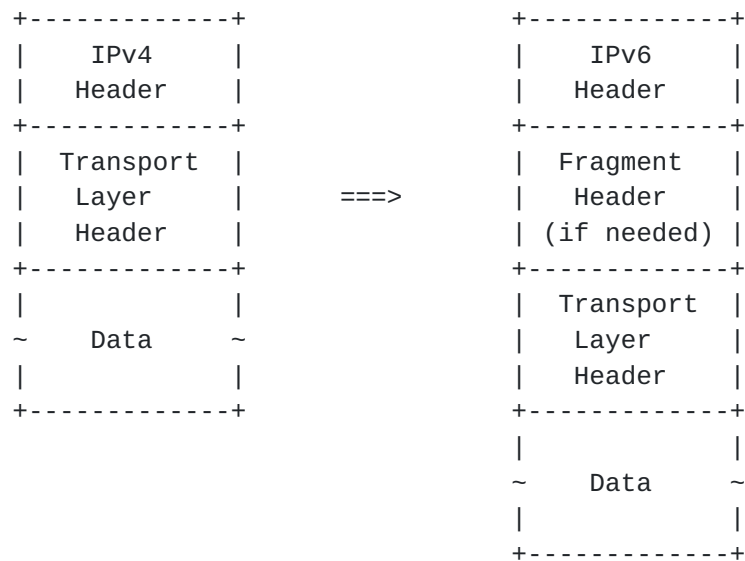 +-------------+                 +-------------+
|    IPv4     |                 |    IPv6     |
|   Header    |                 |   Header    |
+-------------+                 +-------------+
|  Transport  |                 |  Fragment   |
|   Layer     |      ===>       |   Header    |
|   Header    |                 | (if needed) |
+-------------+                 +-------------+
|             |                 |  Transport  |
~    Data     ~                 |   Layer     |
|             |                 |   Header    |
+-------------+                 +-------------+
                                |             |
                                ~    Data     ~
                                |             |
                                +-------------+